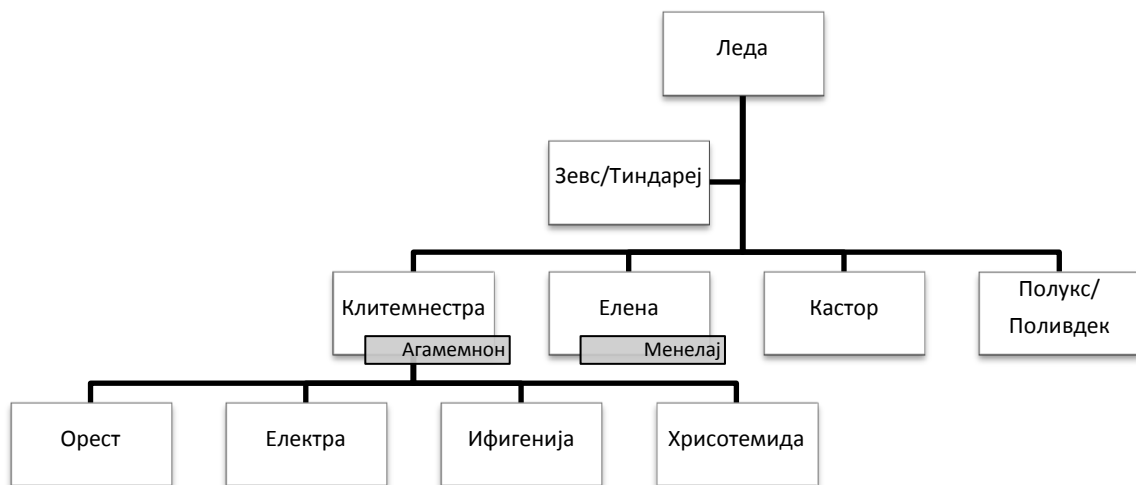 Леда
Зевс/Тиндареј
Клитемнестра
Агамемнон
Елена
Менелај
Кастор
Полукс/
Поливдек
Орест
Електра
Ифигенија
Хрисотемида